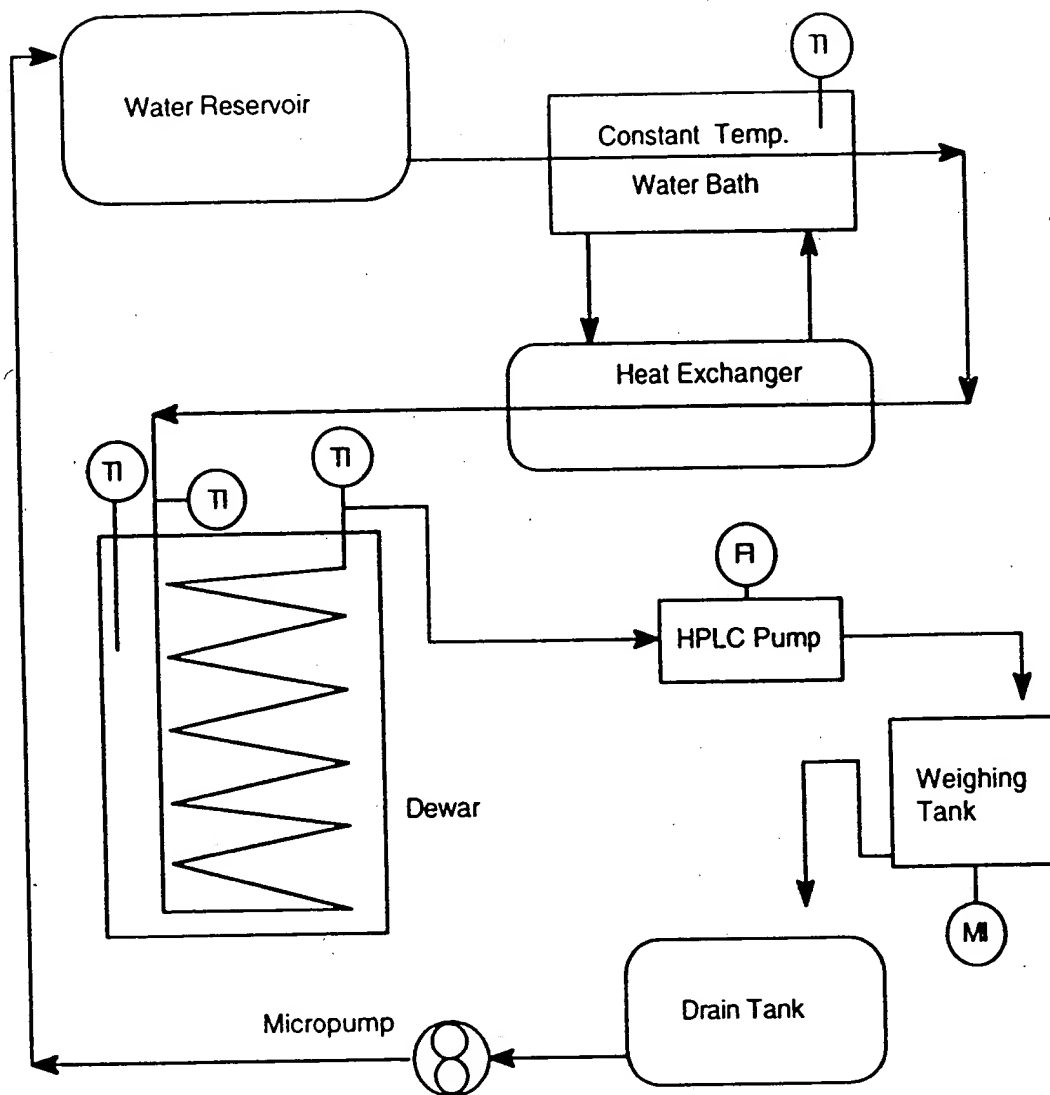 TI
Water Reservoir
Constant Temp.
Water Bath
Heat Exchanger
TI
TI
TI
FI
HPLC Pump
Weighing
Tank
Dewar
MI
Micropump
Drain Tank